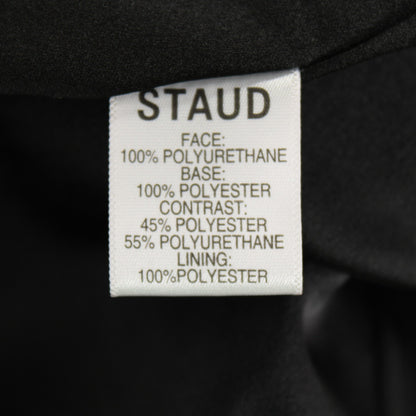 STAUD
FACE:
100% POLYURETHANE
BASE:
100% POLYESTER
CONTRAST:
45% POLYESTER
55% POLYURETHANE
LINING:
100%POLYESTER